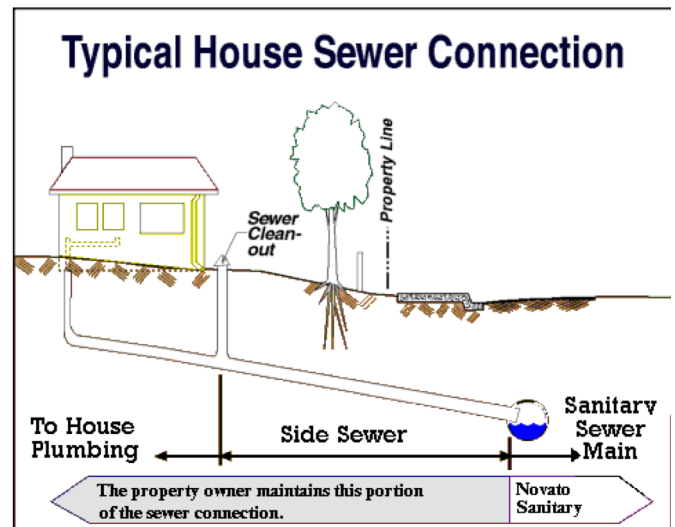 Typical House Sewer Connection
Property Line
Sewer
Clean-
out
To House
Plumbing
Side Sewer
Sanitary
Sewer
Main
The property owner maintains this portion
of the sewer connection.
Novato
Sanitary